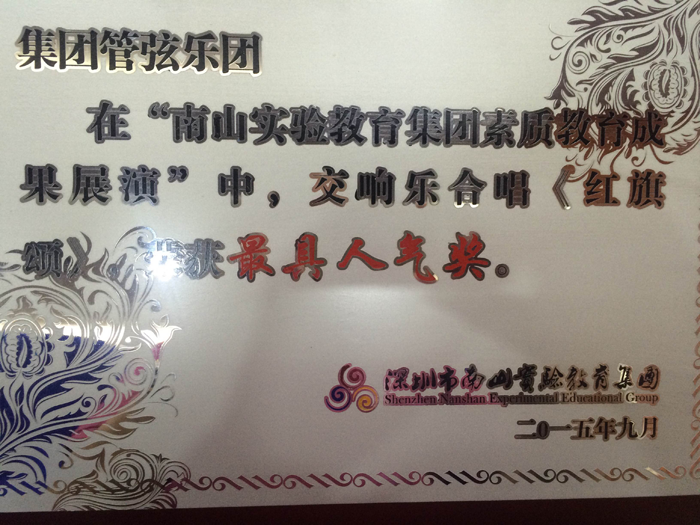 集团管弦乐团
在“南山实验教育集团素质教育成
果展演”中，交响乐合唱《红旗
颂》，荣获最具人气奖。
深圳市南山实验教育集团
Shenzhen Nanshan Experimental Educational Group
二0一五年九月